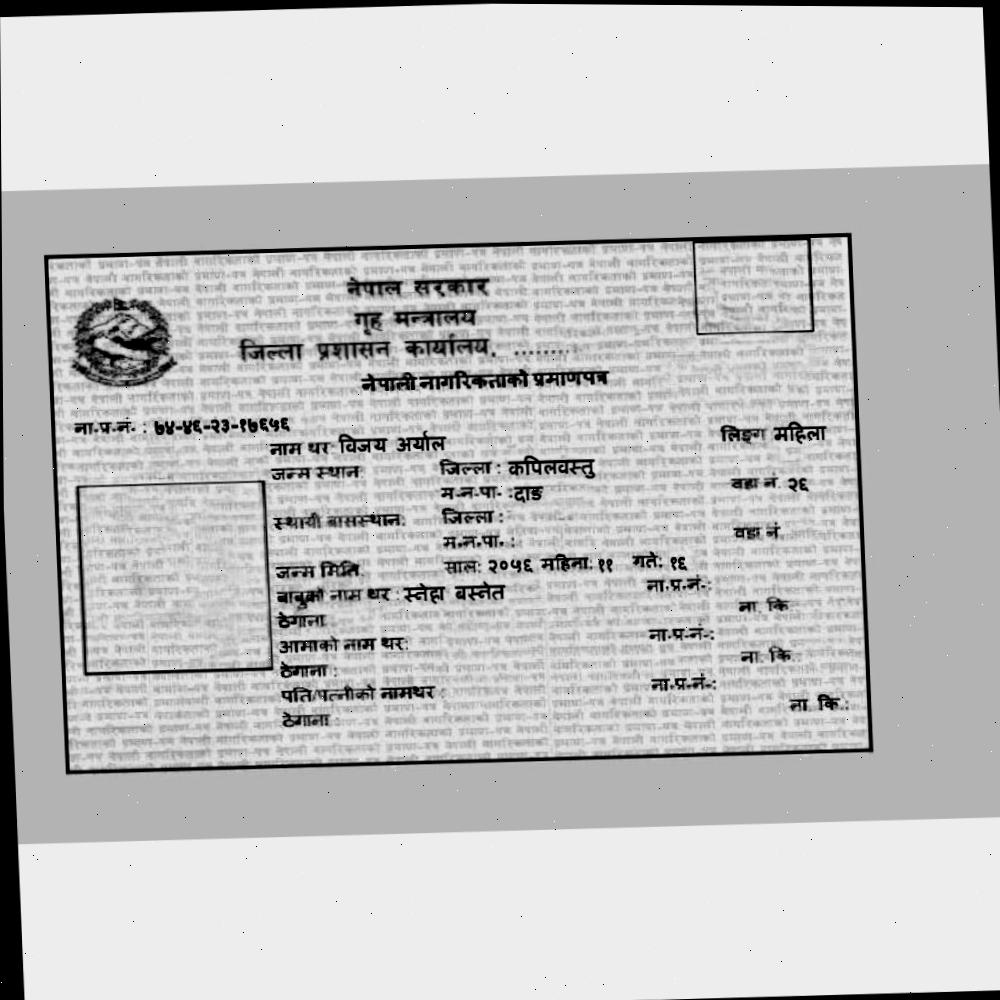 नेपाल सरकार
गृह मन्त्रालय
जिल्ला प्रशासन कार्यालय, ........
नेपाली नागरिकताको प्रमाणपत्र
ना.प्र.नं. : ७४-४६-२३-१७६५६
नाम थर विजय अर्याल लिङ्ग महिला
जन्म स्थान: जिल्ला : कपिलवस्तु
म.न.पा. :दाङ वडा नं. २६
स्थायी बासस्थान: जिल्ला :
म.न.पा. : वडा नं
जन्म मिति. साल: २०५६ महिना: ११ गते: १६
बाबुको नाम थर : स्नेहा बस्नेत ना.प्र.नं.:
ठेगाना ना. कि
आमाको नाम थर: ना.प्र.नं.:
ठेगाना : ना. कि.:
पति/पत्नीको नामथर : ना.प्र.नं.:
ठेगाना : ना. कि.: